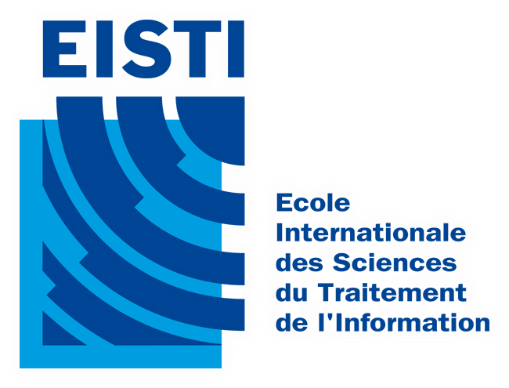 EISTI
Ecole
Internationale
des Sciences
du Traitement
de l'Information